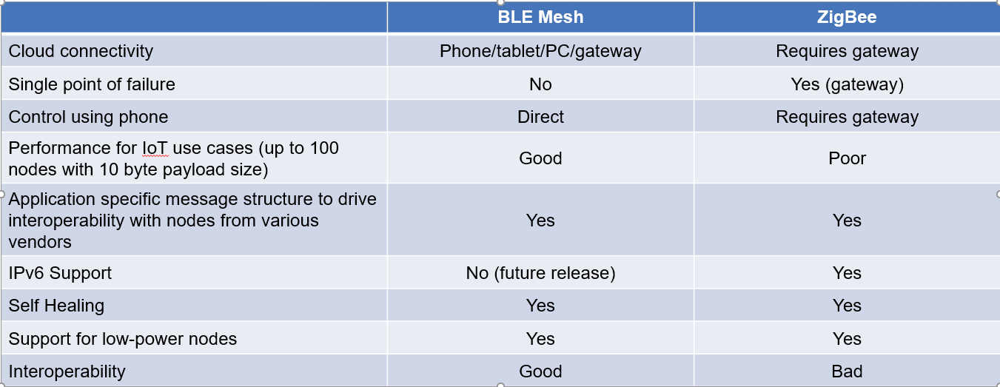 BLE Mesh ZigBee
Cloud connectivity Phone/tablet/PC/gateway Requires gateway
Single point of failure No Yes (gateway)
Control using phone Direct Requires gateway
Performance for IoT use cases (up to 100
nodes with 10 byte payload size) Good Poor
Application specific message structure to drive
interoperability with nodes from various
vendors Yes Yes
IPv6 Support No (future release) Yes
Self Healing Yes Yes
Support for low-power nodes Yes Yes
Interoperability Good Bad